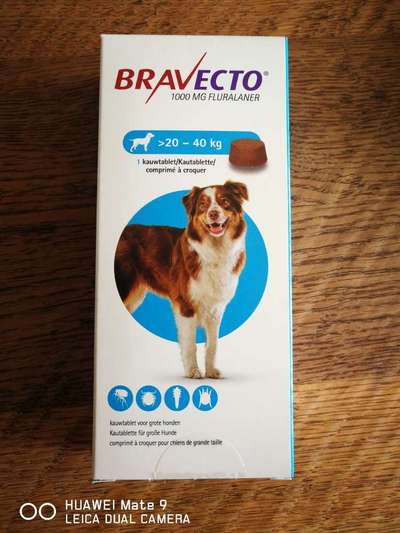 BRAVECTO®
1000 MG FLURALANER
>20 – 40 kg
1 kauwtablet/Kautablette/
comprimé à croquer
kauwtablet voor grote honden
Kautablette für große Hunde
comprimé à croquer pour chiens de grande taille
HUAWEI Mate 9
LEICA DUAL CAMERA